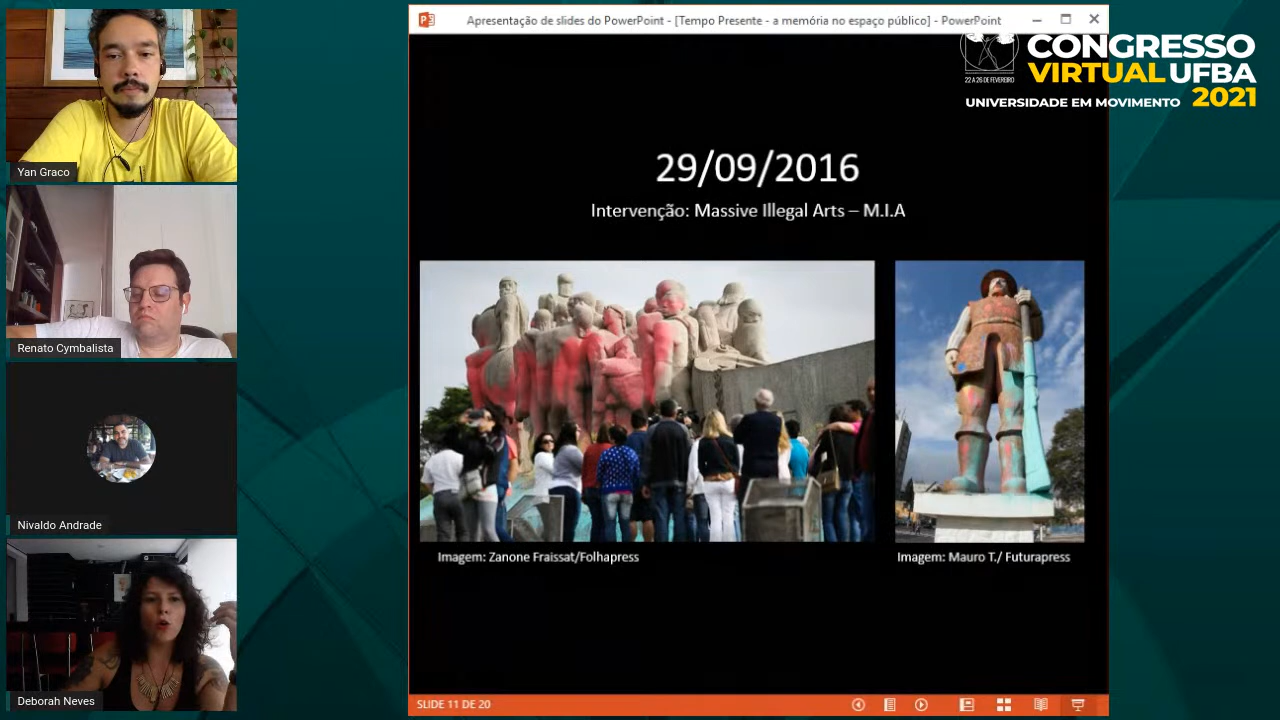 Yan Graco
Renato Cymbalista
Nivaldo Andrade
Deborah Neves
Apresentação de slides do PowerPoint - [Tempo Presente - a memória no espaço público] - PowerPoint
22 A 26 DE FEVEREIRO
CONGRESSO
VIRTUAL UFBA
UNIVERSIDADE EM MOVIMENTO 2021
29/09/2016
Intervenção: Massive Illegal Arts – M.I.A
Imagem: Zanone Fraissat/Folhapress
Imagem: Mauro T./ Futurapress
SLIDE 11 DE 20